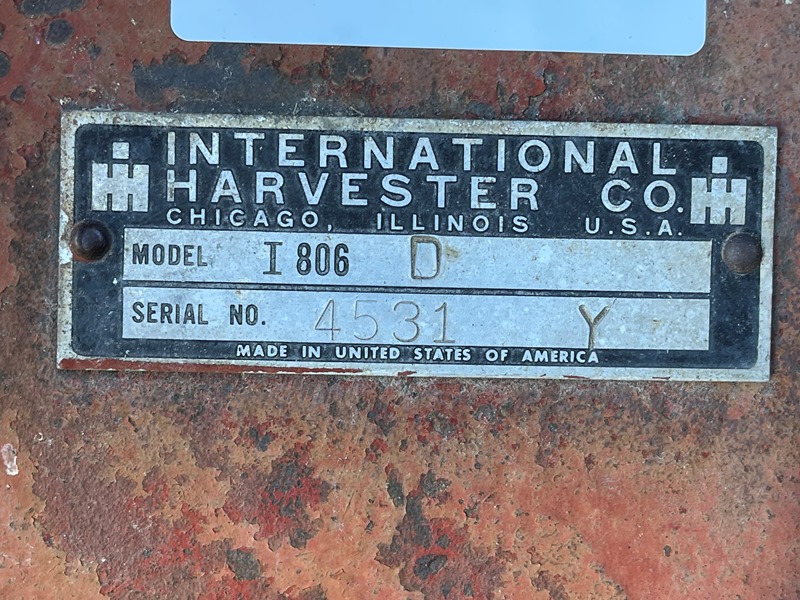 INTERNATIONAL
HARVESTER CO.
CHICAGO, ILLINOIS U.S.A.
MODEL I 806 D
SERIAL NO. 4531 Y
MADE IN UNITED STATES OF AMERICA